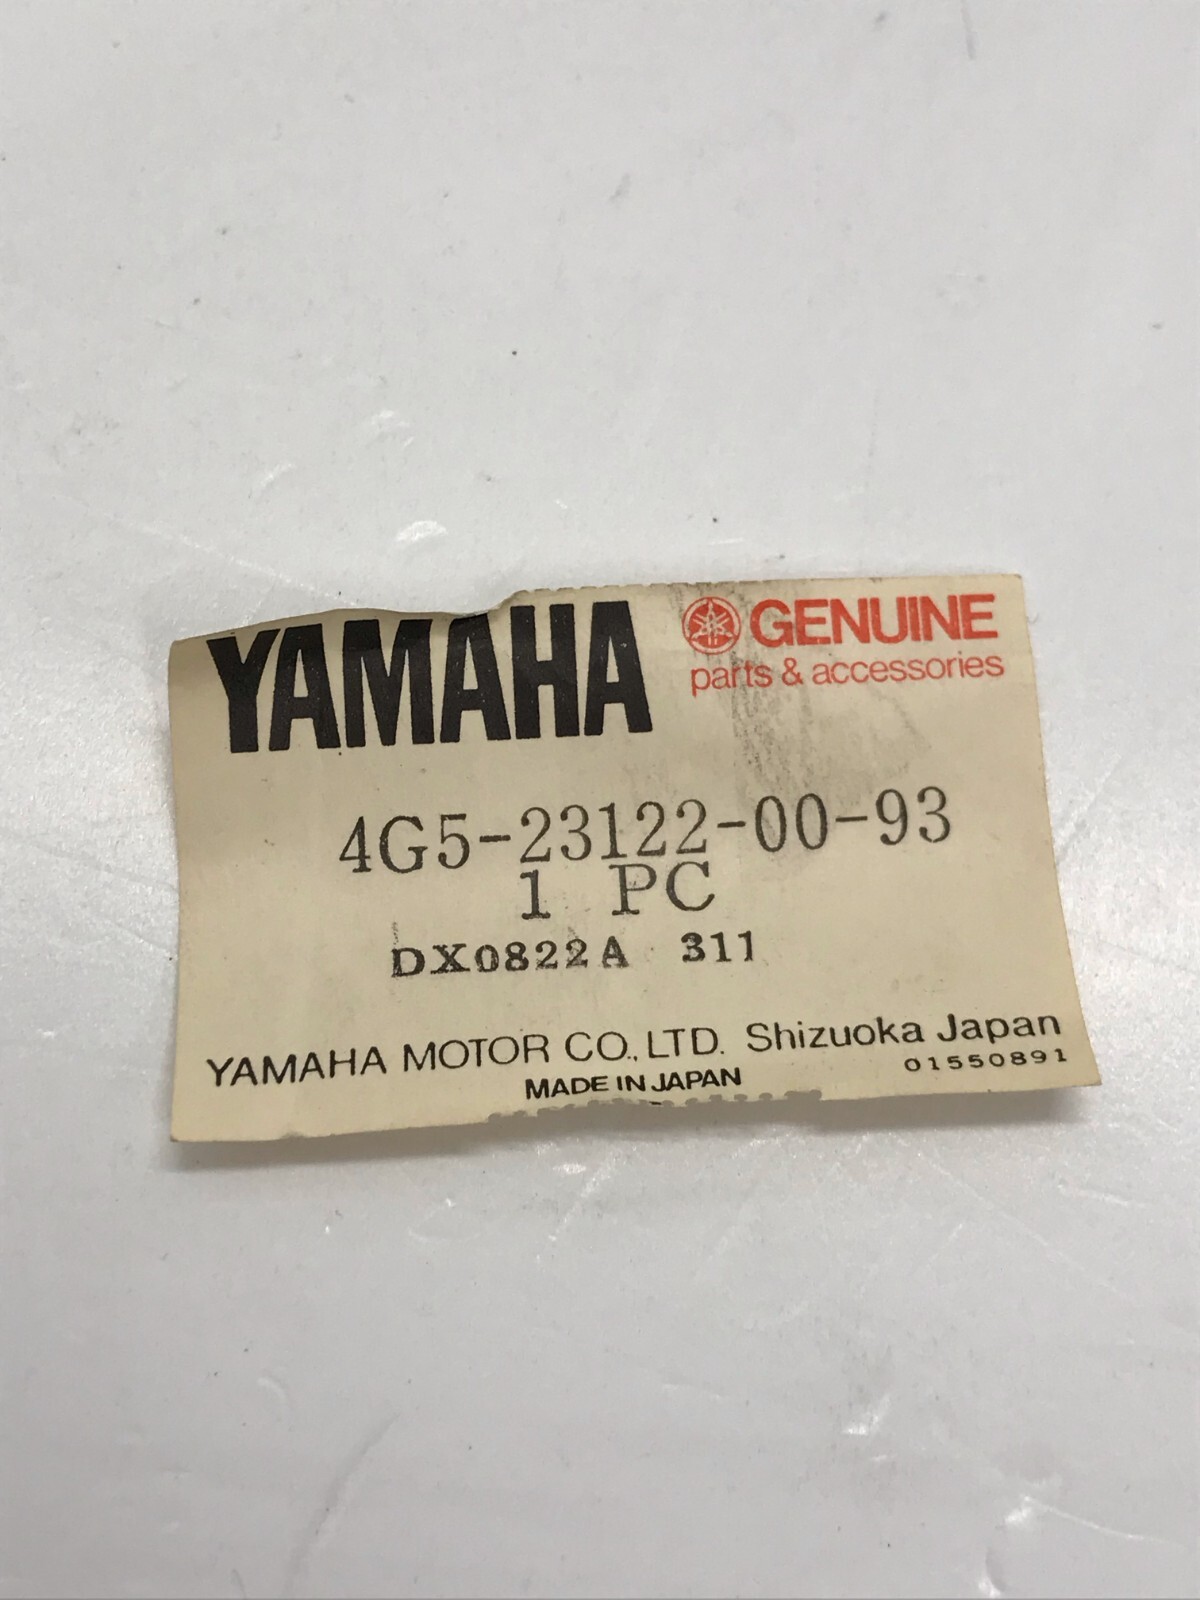 YAMAHA GENUINE
parts & accessories
4G5-23122-00-93
1 PC
DX0822A 311
YAMAHA MOTOR CO., LTD. Shizuoka Japan
MADE IN JAPAN 01550891